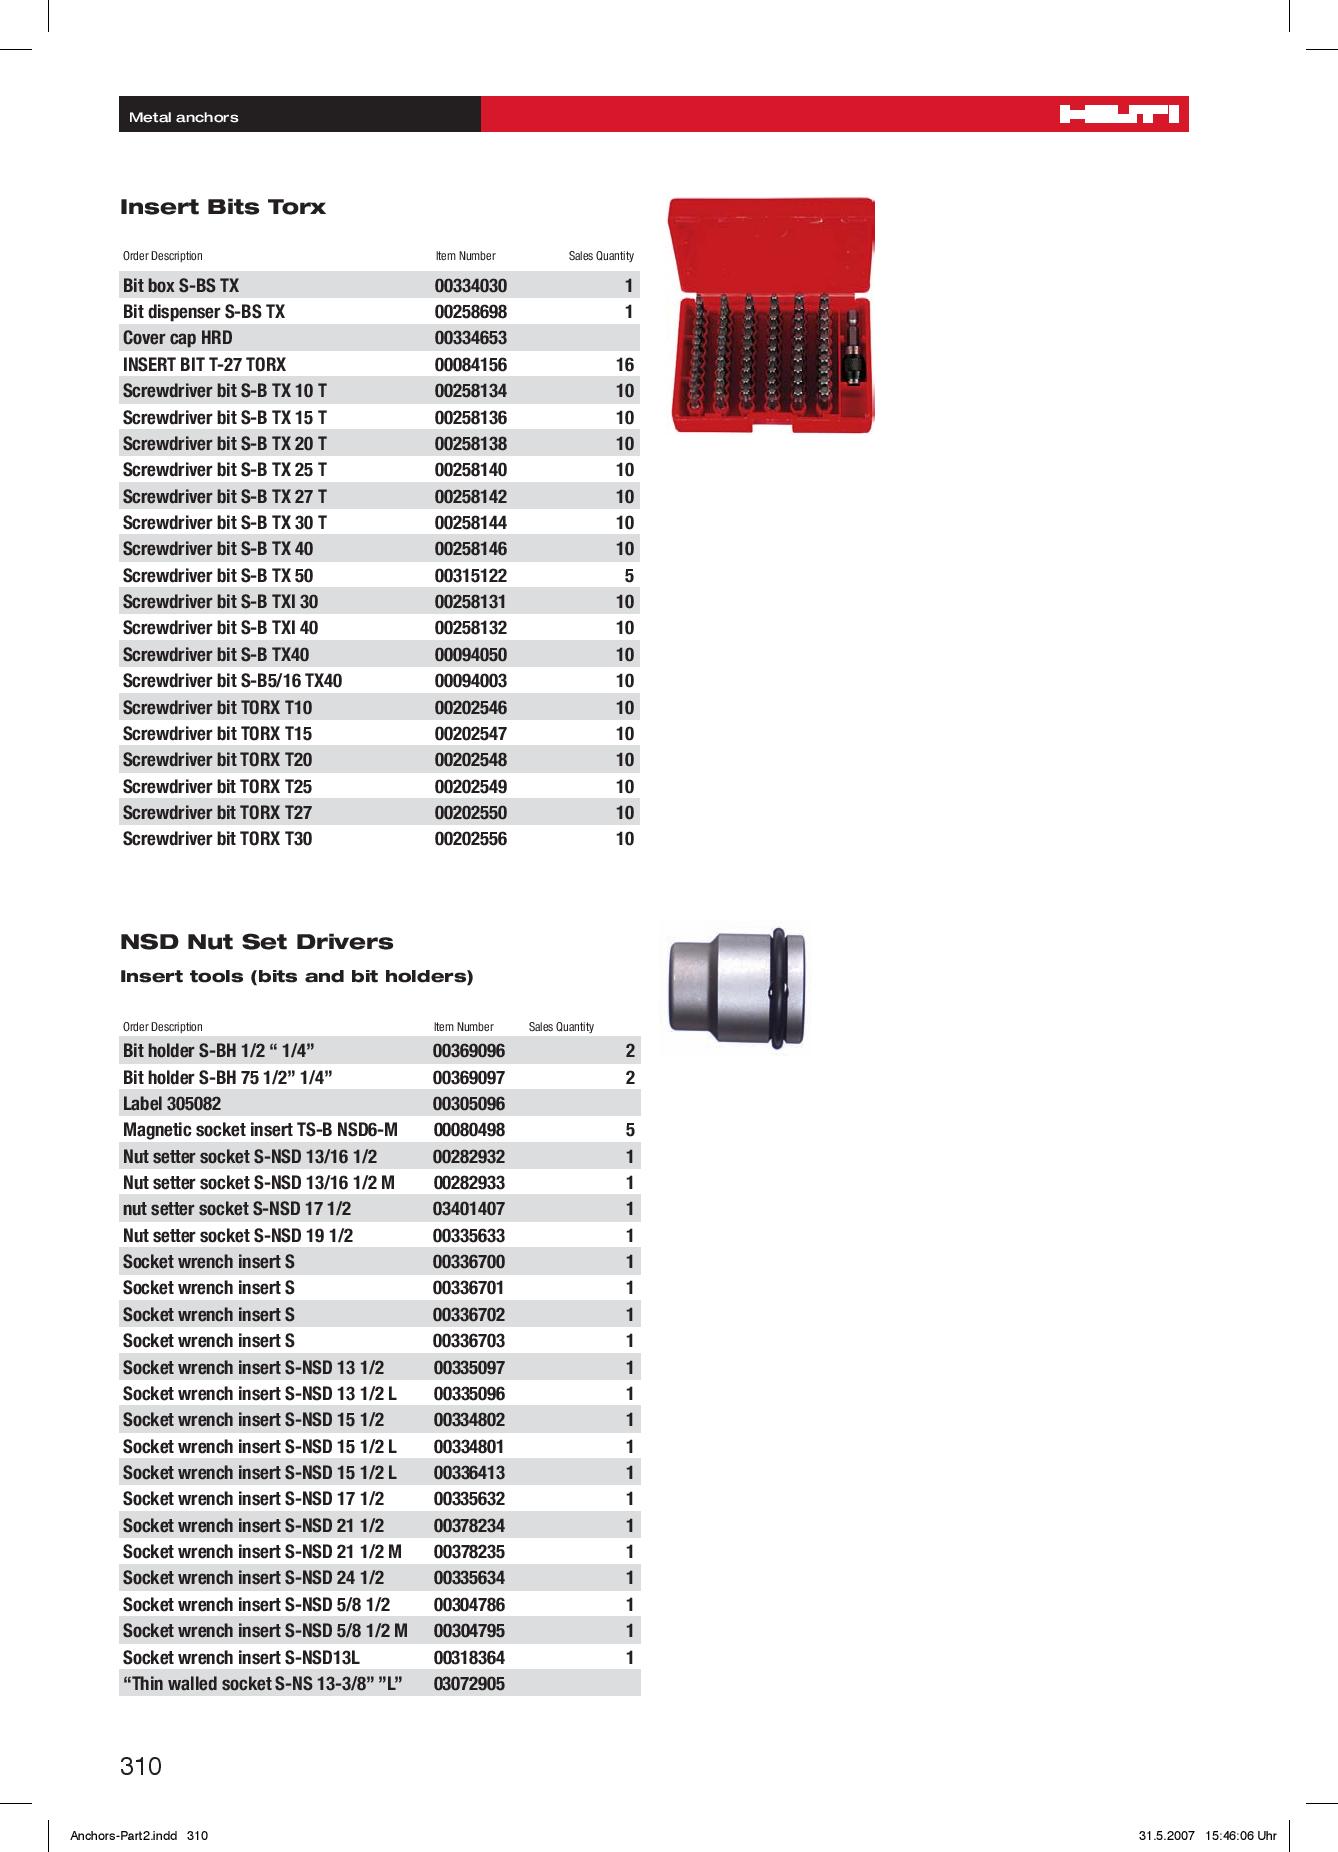 Metal anchors
HILTI
Insert Bits Torx
Order Description Item Number Sales Quantity
Bit box S-BS TX 00334030 1
Bit dispenser S-BS TX 00258698 1
Cover cap HRD 00334653
INSERT BIT T-27 TORX 00084156 16
Screwdriver bit S-B TX 10 T 00258134 10
Screwdriver bit S-B TX 15 T 00258136 10
Screwdriver bit S-B TX 20 T 00258138 10
Screwdriver bit S-B TX 25 T 00258140 10
Screwdriver bit S-B TX 27 T 00258142 10
Screwdriver bit S-B TX 30 T 00258144 10
Screwdriver bit S-B TX 40 00258146 10
Screwdriver bit S-B TX 50 00315122 5
Screwdriver bit S-B TXI 30 00258131 10
Screwdriver bit S-B TXI 40 00258132 10
Screwdriver bit S-B TX40 00094050 10
Screwdriver bit S-B5/16 TX40 00094003 10
Screwdriver bit TORX T10 00202546 10
Screwdriver bit TORX T15 00202547 10
Screwdriver bit TORX T20 00202548 10
Screwdriver bit TORX T25 00202549 10
Screwdriver bit TORX T27 00202550 10
Screwdriver bit TORX T30 00202556 10
NSD Nut Set Drivers
Insert tools (bits and bit holders)
Order Description Item Number Sales Quantity
Bit holder S-BH 1/2 “ 1/4” 00369096 2
Bit holder S-BH 75 1/2” 1/4” 00369097 2
Label 305082 00305096
Magnetic socket insert TS-B NSD6-M 00080498 5
Nut setter socket S-NSD 13/16 1/2 00282932 1
Nut setter socket S-NSD 13/16 1/2 M 00282933 1
nut setter socket S-NSD 17 1/2 03401407 1
Nut setter socket S-NSD 19 1/2 00335633 1
Socket wrench insert S 00336700 1
Socket wrench insert S 00336701 1
Socket wrench insert S 00336702 1
Socket wrench insert S 00336703 1
Socket wrench insert S-NSD 13 1/2 00335097 1
Socket wrench insert S-NSD 13 1/2 L 00335096 1
Socket wrench insert S-NSD 15 1/2 00334802 1
Socket wrench insert S-NSD 15 1/2 L 00334801 1
Socket wrench insert S-NSD 15 1/2 L 00336413 1
Socket wrench insert S-NSD 17 1/2 00335632 1
Socket wrench insert S-NSD 21 1/2 00378234 1
Socket wrench insert S-NSD 21 1/2 M 00378235 1
Socket wrench insert S-NSD 24 1/2 00335634 1
Socket wrench insert S-NSD 5/8 1/2 00304786 1
Socket wrench insert S-NSD 5/8 1/2 M 00304795 1
Socket wrench insert S-NSD13L 00318364 1
“Thin walled socket S-NS 13-3/8” ”L” 03072905
310
Anchors-Part2.indd 310 31.5.2007 15:46:06 Uhr